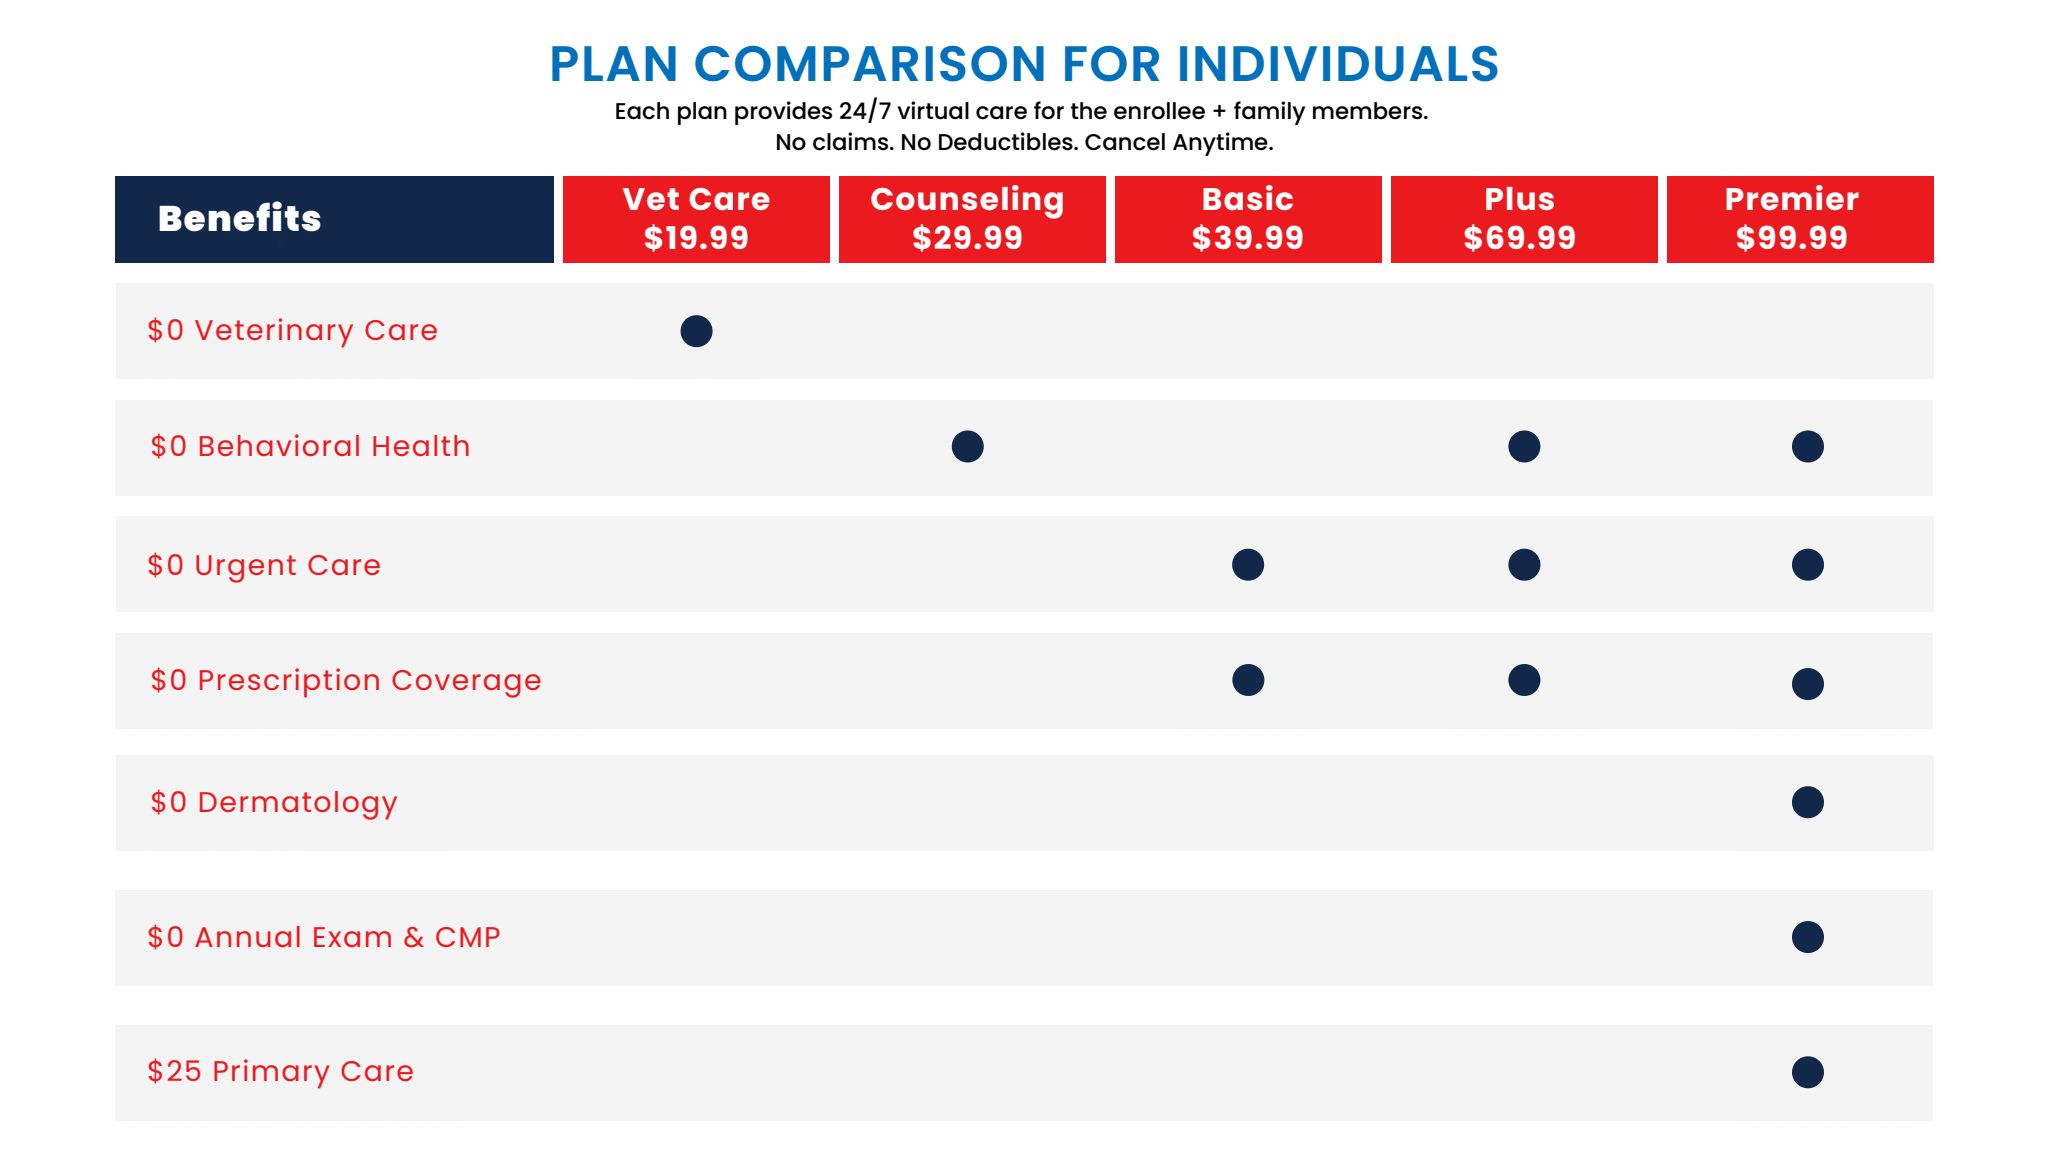 PLAN COMPARISON FOR INDIVIDUALS
Each plan provides 24/7 virtual care for the enrollee + family members.
No claims. No Deductibles. Cancel Anytime.
Benefits
Vet Care
$19.99
Counseling
$29.99
Basic
$39.99
Plus
$69.99
Premier
$99.99
$0 Veterinary Care
$0 Behavioral Health
$0 Urgent Care
$0 Prescription Coverage
$0 Dermatology
$0 Annual Exam & CMP
$25 Primary Care